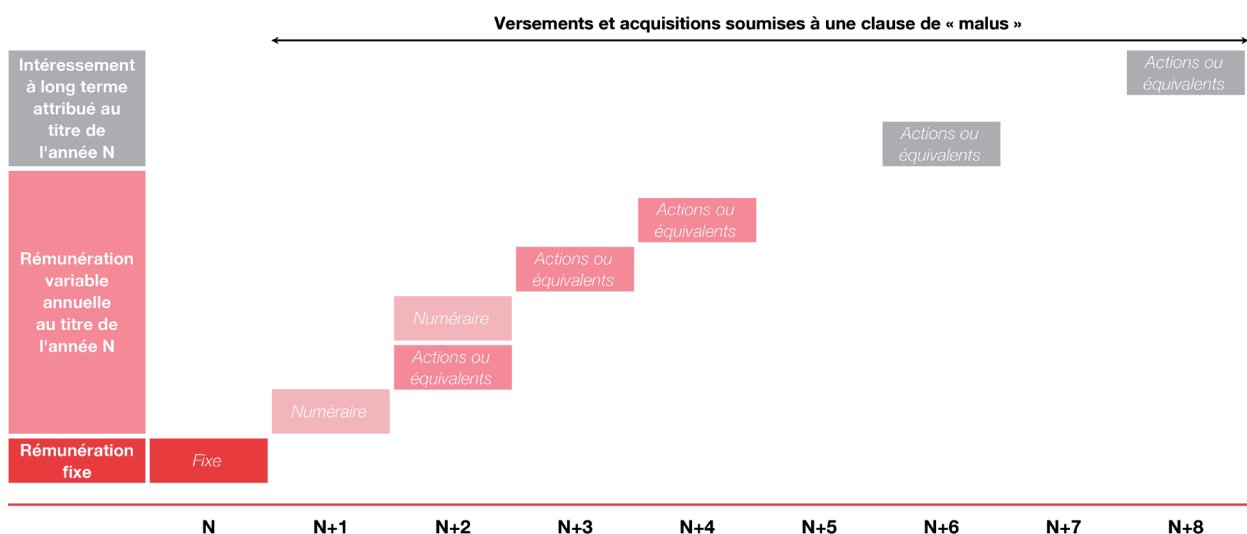 Versements et acquisitions soumises à une clause de « malus »
Intéressement
à long terme
attribué au
titre de
l'année N
Actions ou
équivalents
Actions ou
équivalents
Rémunération
variable
annuelle
au titre de
l'année N
Actions ou
équivalents
Actions ou
équivalents
Numéraire
Actions ou
équivalents
Numéraire
Rémunération
fixe
Fixe
N N+1 N+2 N+3 N+4 N+5 N+6 N+7 N+8